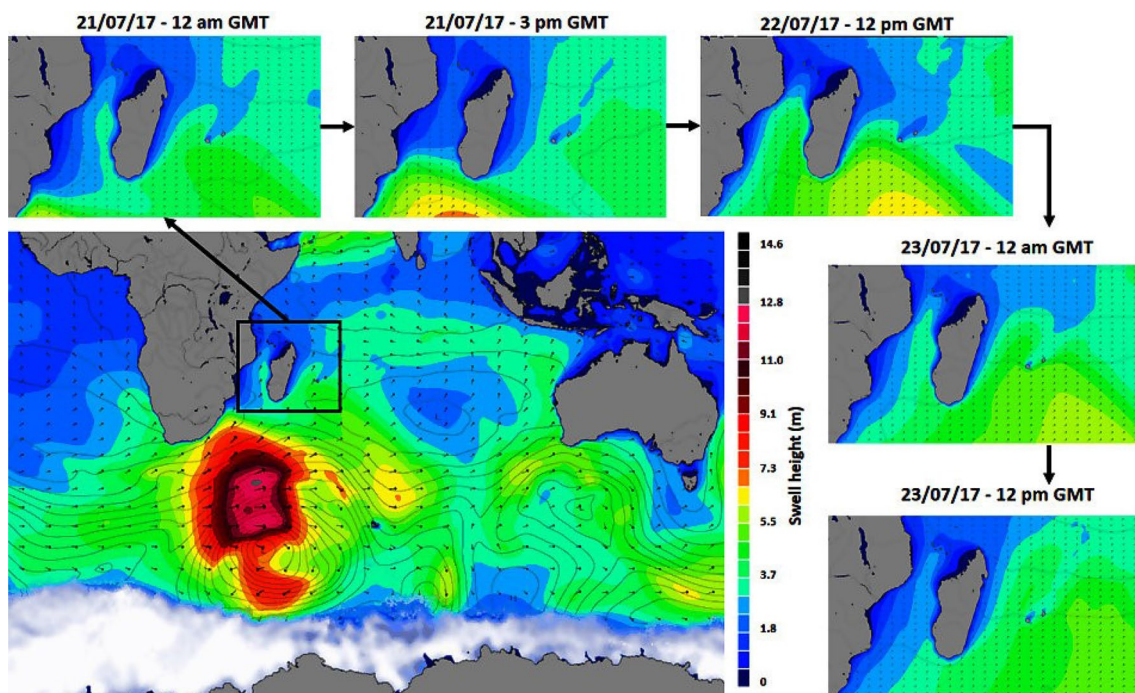 21/07/17 - 12 am GMT
21/07/17 - 3 pm GMT
22/07/17 - 12 pm GMT
23/07/17 - 12 am GMT
23/07/17 - 12 pm GMT
Swell height (m)
14.6
12.8
11.0
9.1
7.3
5.5
3.7
1.8
0